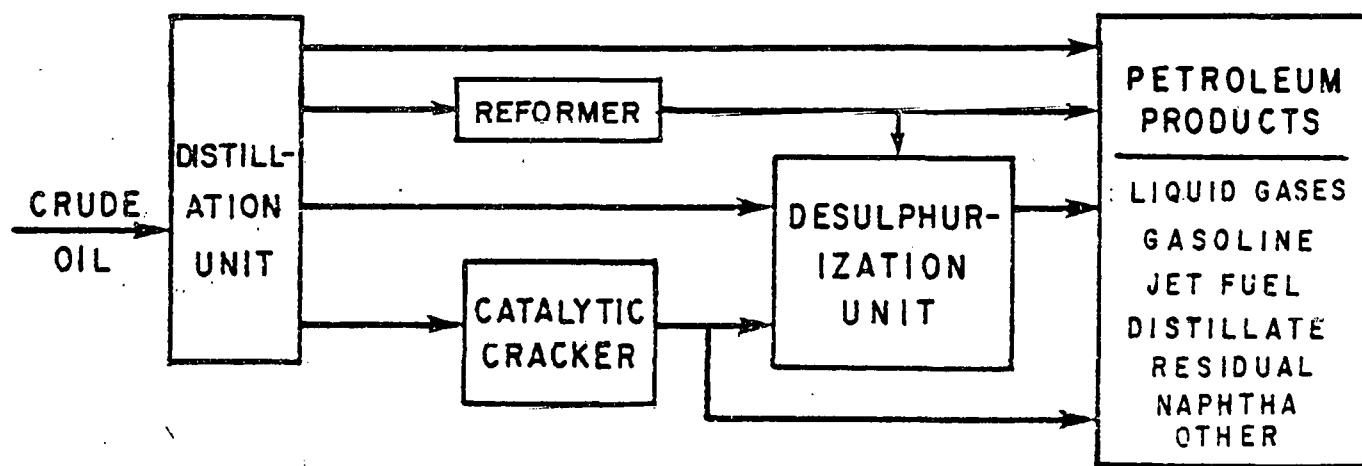 CRUDE
OIL
DISTILL-
ATION
UNIT
REFORMER
CATALYTIC
CRACKER
DESULPHUR-
IZATION
UNIT
PETROLEUM
PRODUCTS
LIQUID GASES
GASOLINE
JET FUEL
DISTILLATE
RESIDUAL
NAPHTHA
OTHER